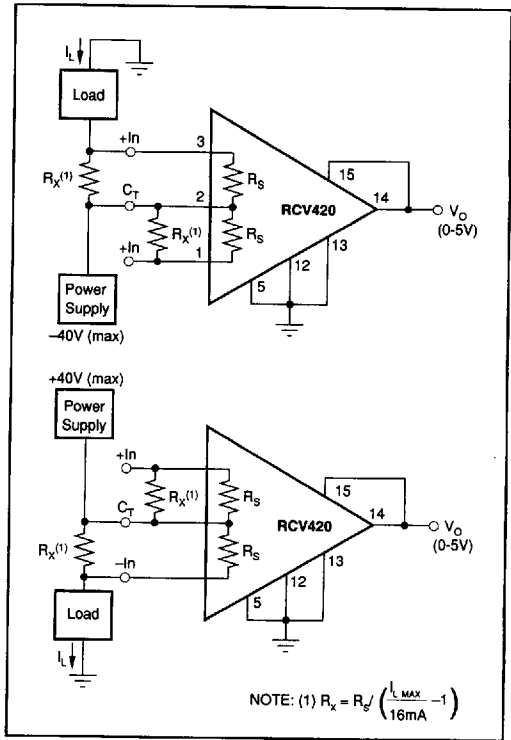 I_L
Load
+In
3
R_X^(1)
R_S
15
C_T
2
RCV420
14
V_O
(0-5V)
R_X^(1)
R_S
+In
1
13
12
5
Power
Supply
–40V (max)
+40V (max)
Power
Supply
+In
15
R_X^(1)
R_S
14
C_T
RCV420
V_O
(0-5V)
R_X^(1)
R_S
13
–In
12
5
Load
I_L
NOTE: (1) R_X = R_S/ (I_L MAX/16mA –1)